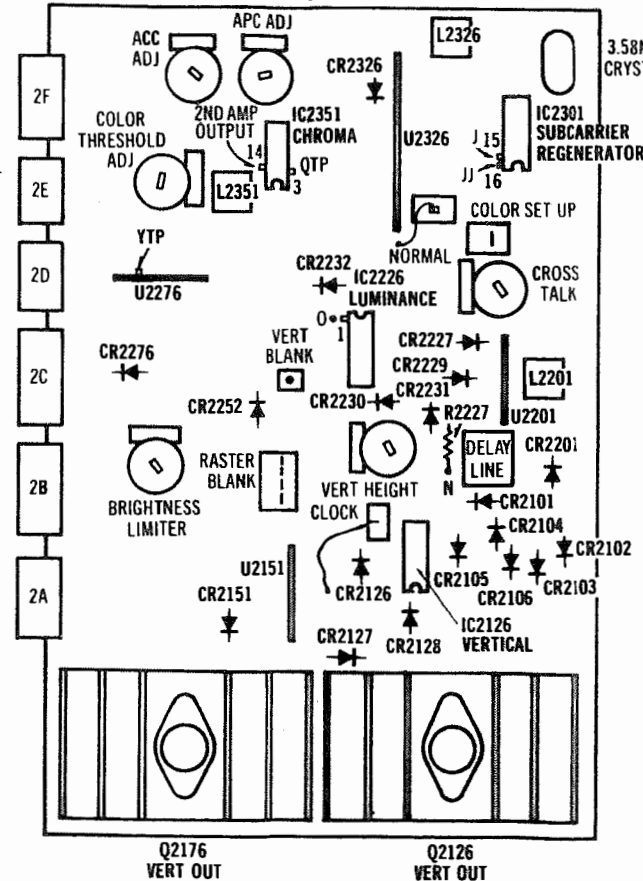 APC ADJ
ACC
ADJ
L2326
CR2326
3.58
CRYST
2F
2ND AMP
OUTPUT
IC2351
CHROMA
U2326
IC2301
SUBCARRIER
REGENERATOR
J 15
JJ 16
COLOR
THRESHOLD
ADJ
14
QTP
3
2E
L2351
COLOR SET UP
NORMAL
YTP
2D
U2276
CR2232
IC2226
LUMINANCE
CROSS
TALK
O
1
VERT
BLANK
CR2227
CR2276
2C
CR2229
L2201
CR2231
CR2252
CR2230
R2227
U2201
DELAY
LINE
CR2201
RASTER
BLANK
2B
BRIGHTNESS
LIMITER
VERT HEIGHT
N
CR2101
CLOCK
CR2104
CR2102
U2151
CR2105
CR2103
2A
CR2151
CR2126
CR2106
IC2126
VERTICAL
CR2127
CR2128
Q2176
VERT OUT
Q2126
VERT OUT